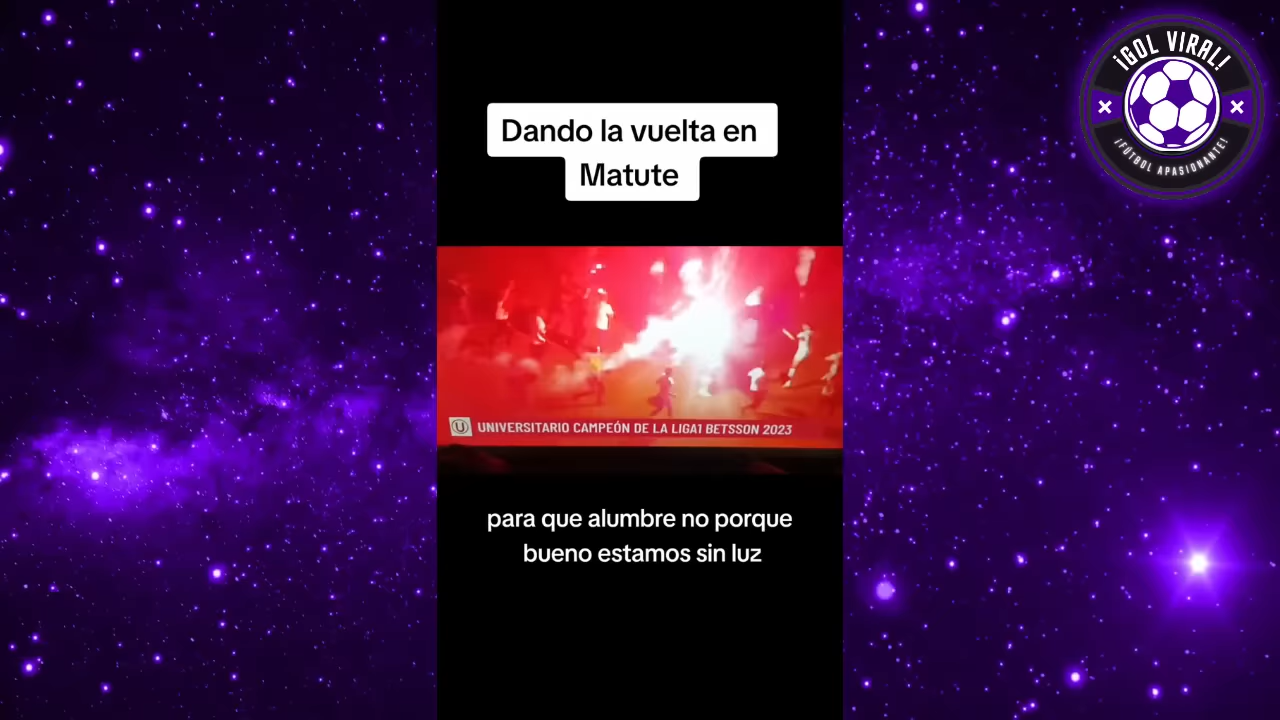 ¡GOL VIRAL!
¡FÚTBOL APASIONANTE!
Dando la vuelta en
Matute
U UNIVERSITARIO CAMPEÓN DE LA LIGA1 BETSSON 2023
para que alumbre no porque
bueno estamos sin luz